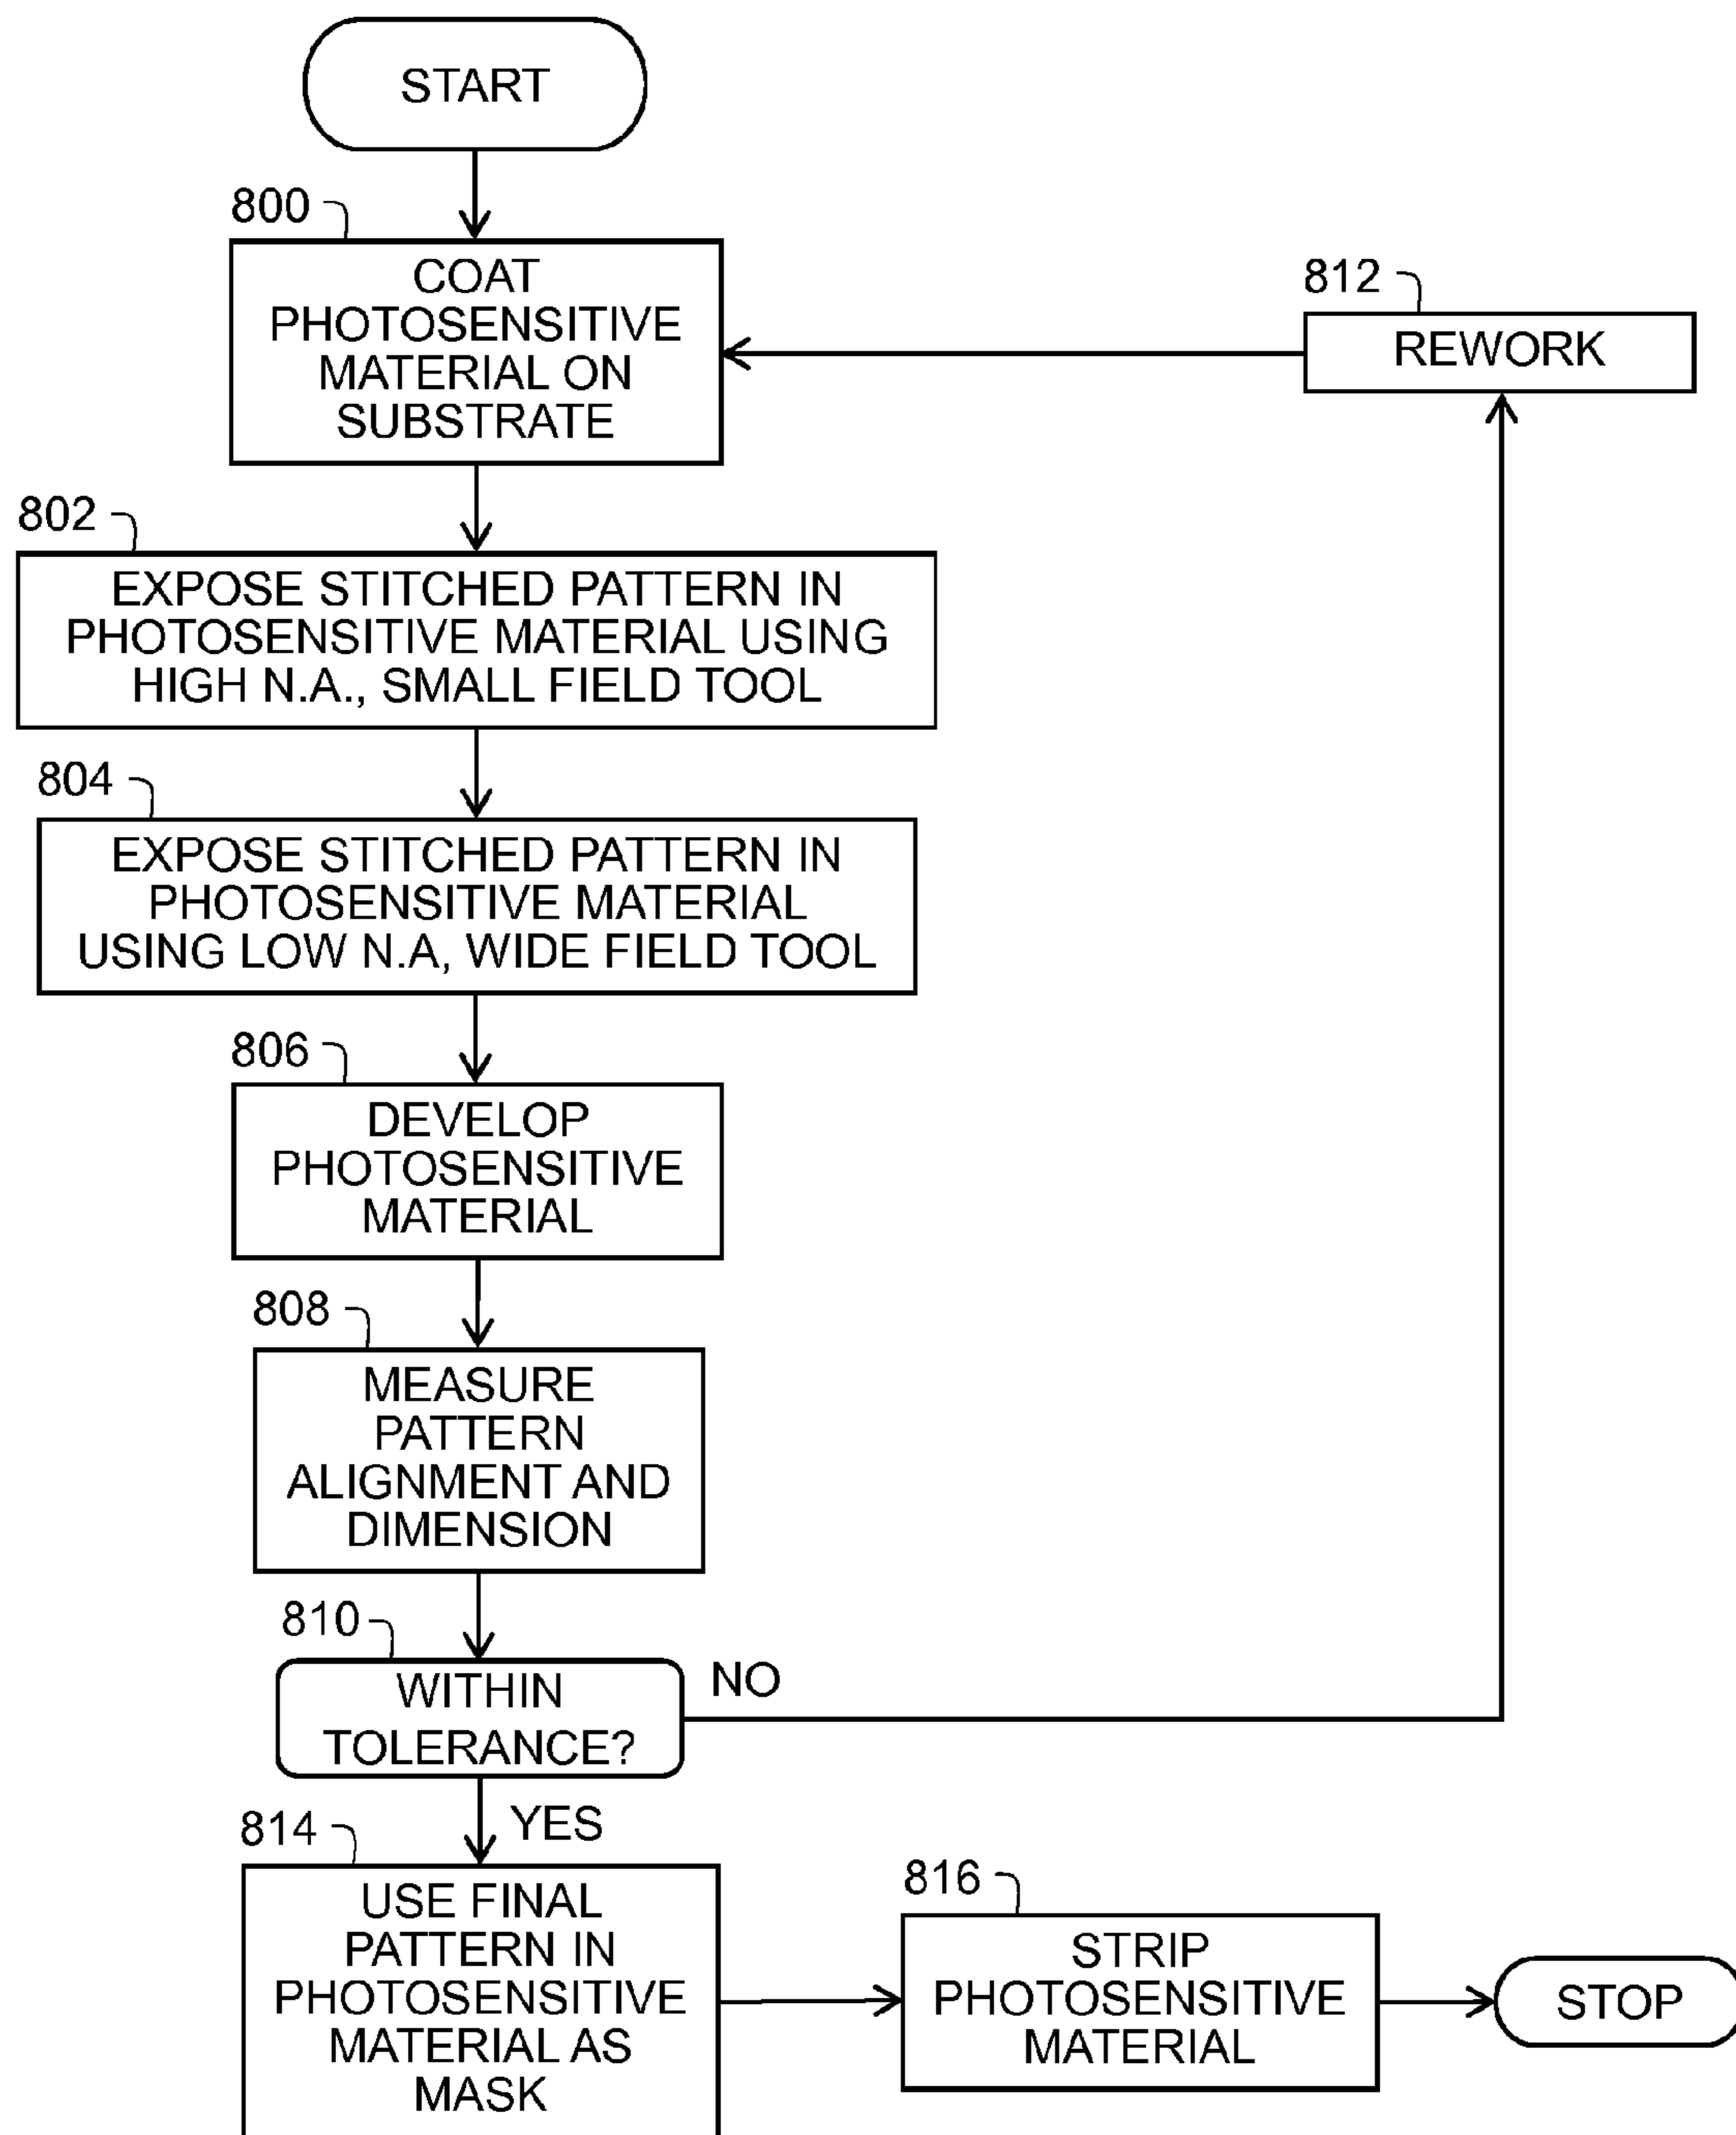 START
800
COAT
PHOTOSENSITIVE
MATERIAL ON
SUBSTRATE
812
REWORK
802
EXPOSE STITCHED PATTERN IN
PHOTOSENSITIVE MATERIAL USING
HIGH N.A., SMALL FIELD TOOL
804
EXPOSE STITCHED PATTERN IN
PHOTOSENSITIVE MATERIAL
USING LOW N.A, WIDE FIELD TOOL
806
DEVELOP
PHOTOSENSITIVE
MATERIAL
808
MEASURE
PATTERN
ALIGNMENT AND
DIMENSION
810
WITHIN
TOLERANCE?
NO
YES
814
USE FINAL
PATTERN IN
PHOTOSENSITIVE
MATERIAL AS
MASK
816
STRIP
PHOTOSENSITIVE
MATERIAL
STOP